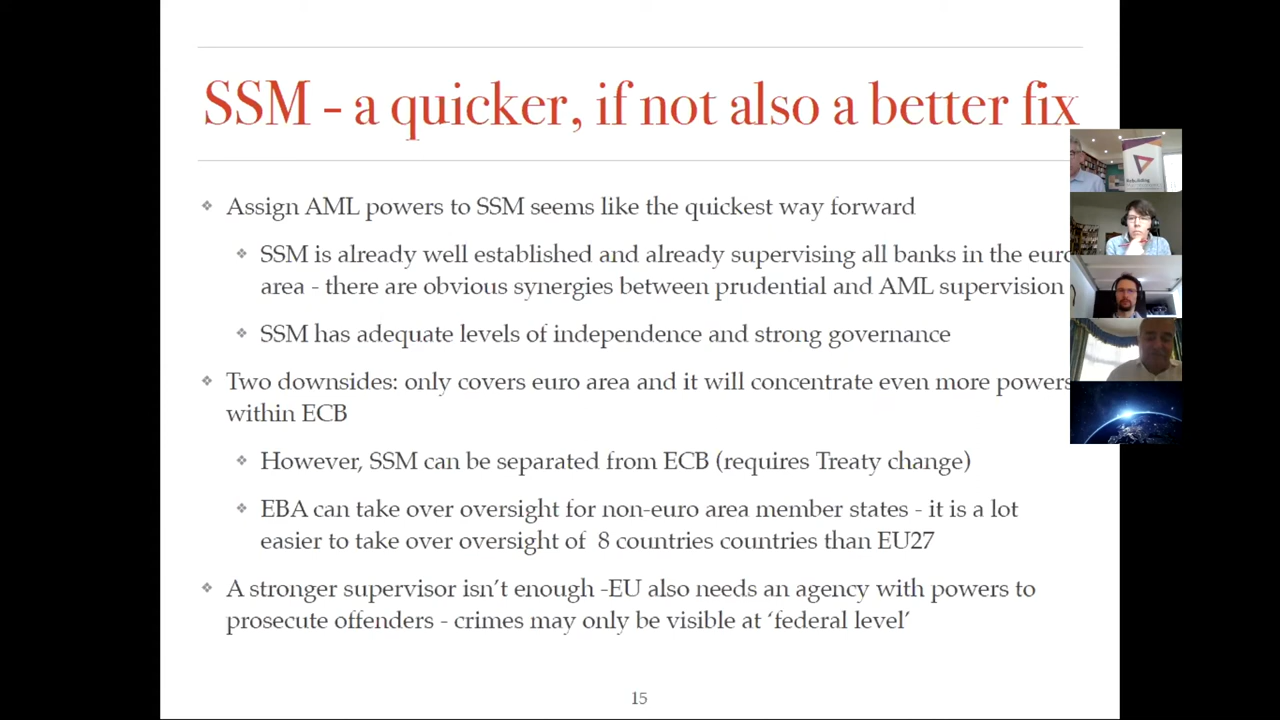 SSM - a quicker, if not also a better fix
Assign AML powers to SSM seems like the quickest way forward
SSM is already well established and already supervising all banks in the euro
area - there are obvious synergies between prudential and AML supervision
SSM has adequate levels of independence and strong governance
Two downsides: only covers euro area and it will concentrate even more powers
within ECB
However, SSM can be separated from ECB (requires Treaty change)
EBA can take over oversight for non-euro area member states - it is a lot
easier to take over oversight of 8 countries countries than EU27
A stronger supervisor isn't enough -EU also needs an agency with powers to
prosecute offenders - crimes may only be visible at 'federal level'
15